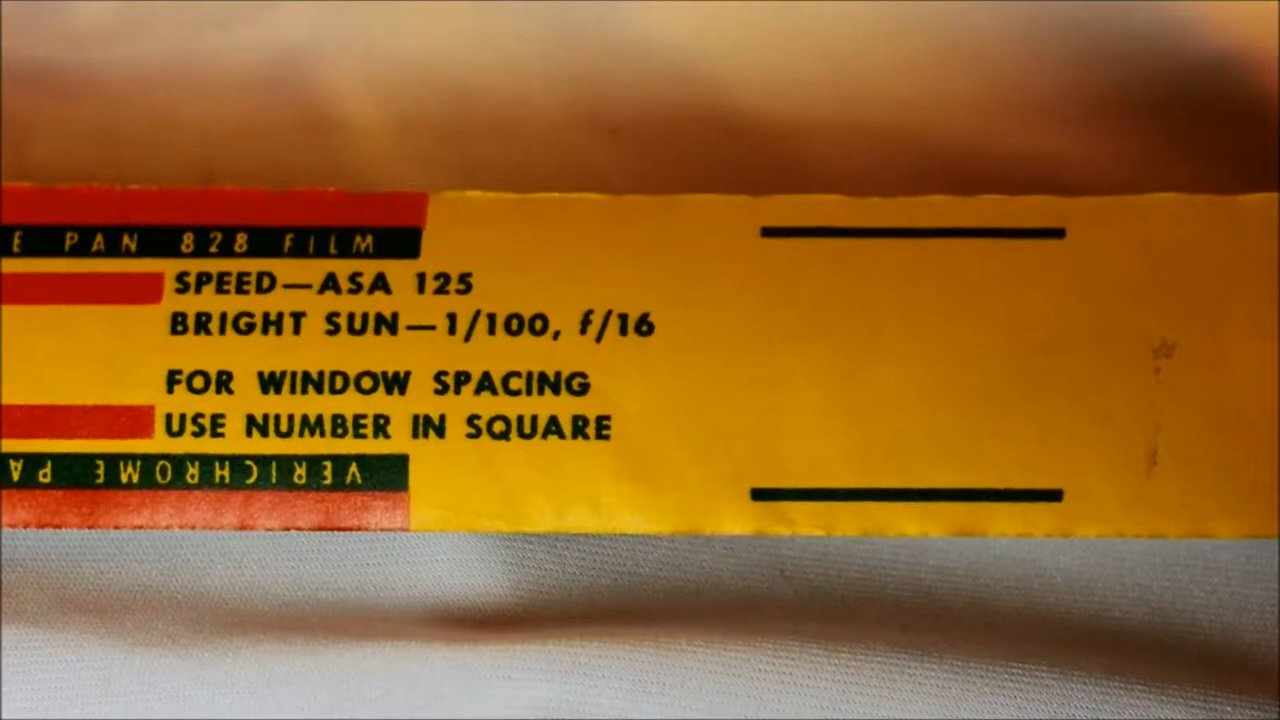 E PAN 828 FILM
SPEED—ASA 125
BRIGHT SUN—1/100, f/16
FOR WINDOW SPACING
USE NUMBER IN SQUARE
VERICHROME PA